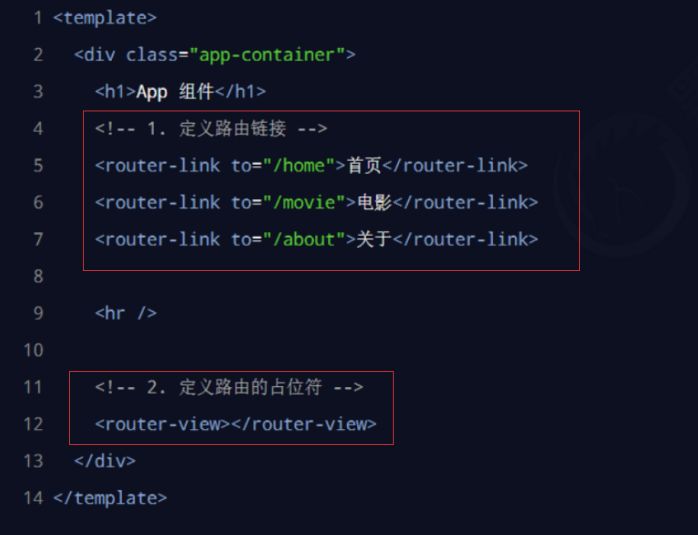 1 <template>
2 <div class="app-container">
3 <h1>App 组件</h1>
4 <!-- 1. 定义路由链接 -->
5 <router-link to="/home">首页</router-link>
6 <router-link to="/movie">电影</router-link>
7 <router-link to="/about">关于</router-link>
8
9 <hr />
10
11 <!-- 2. 定义路由的占位符 -->
12 <router-view></router-view>
13 </div>
14 </template>